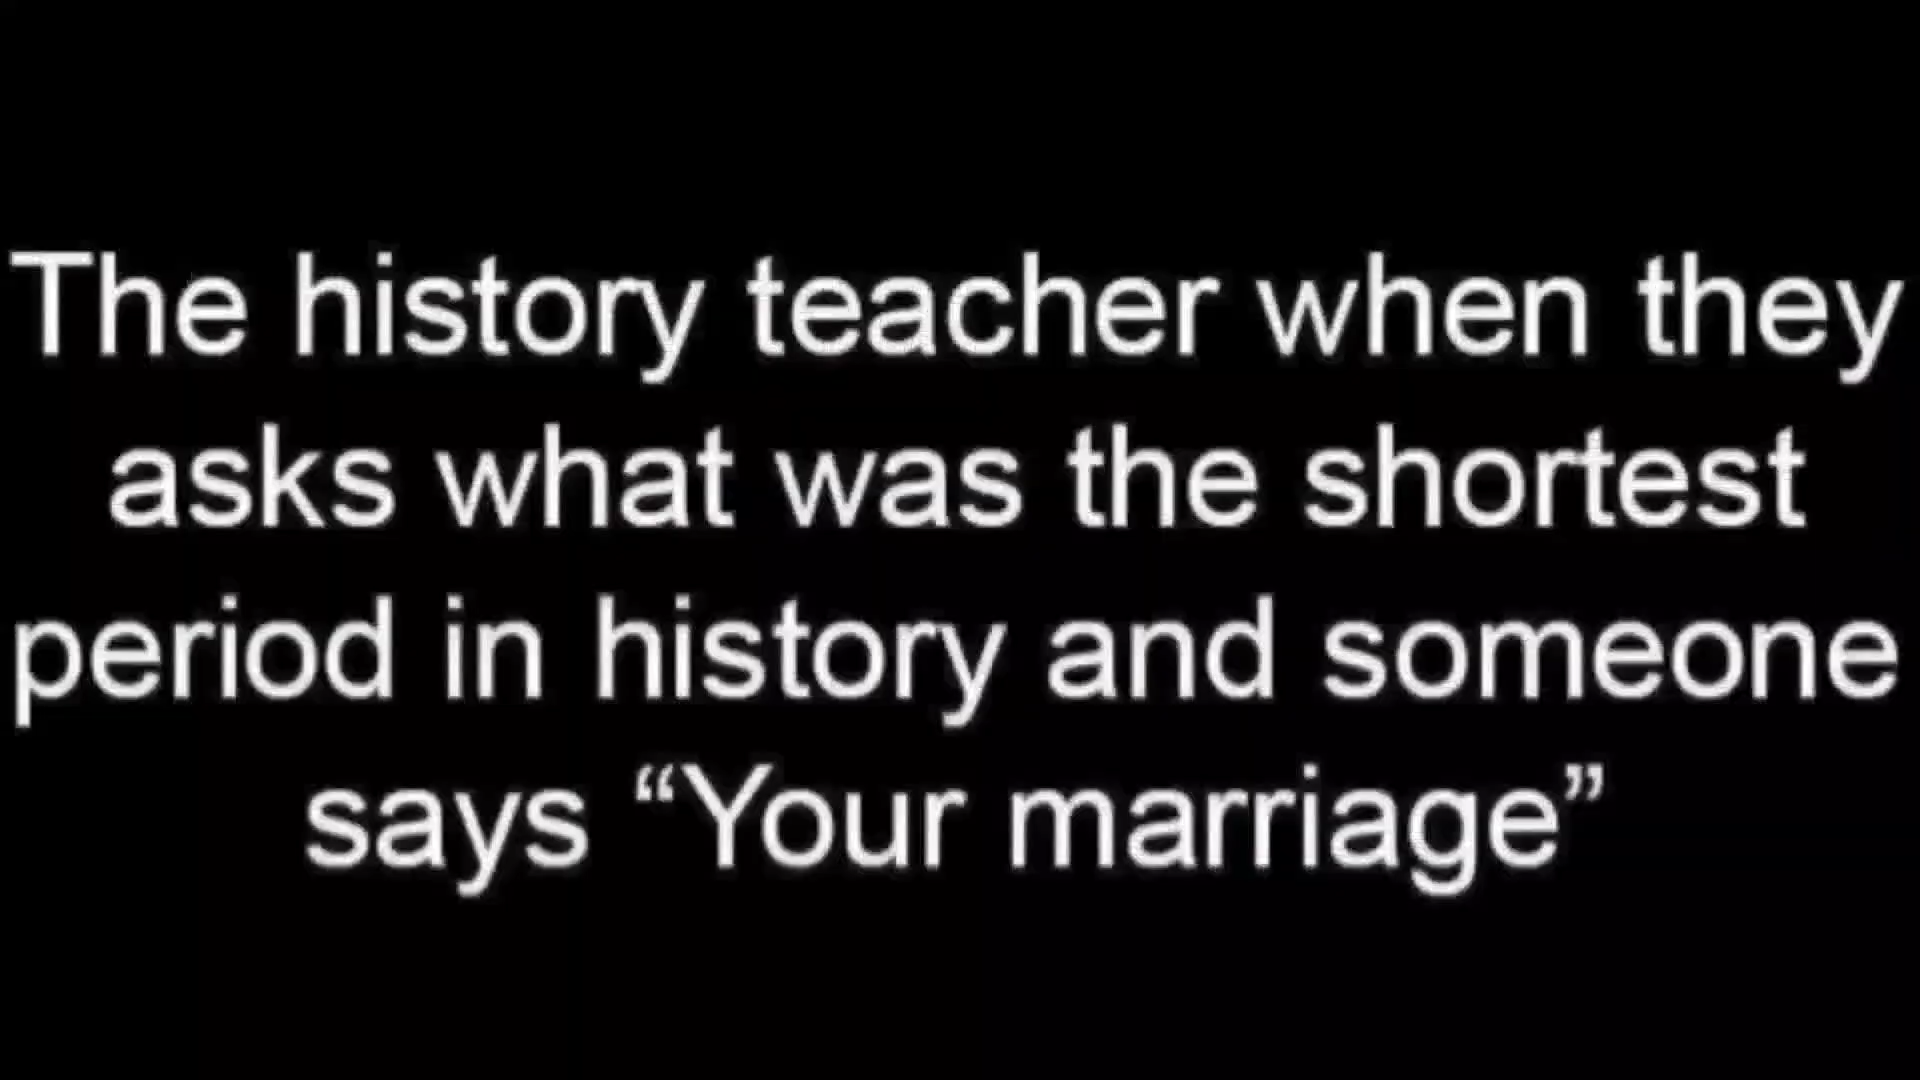 The history teacher when they
asks what was the shortest
period in history and someone
says “Your marriage”